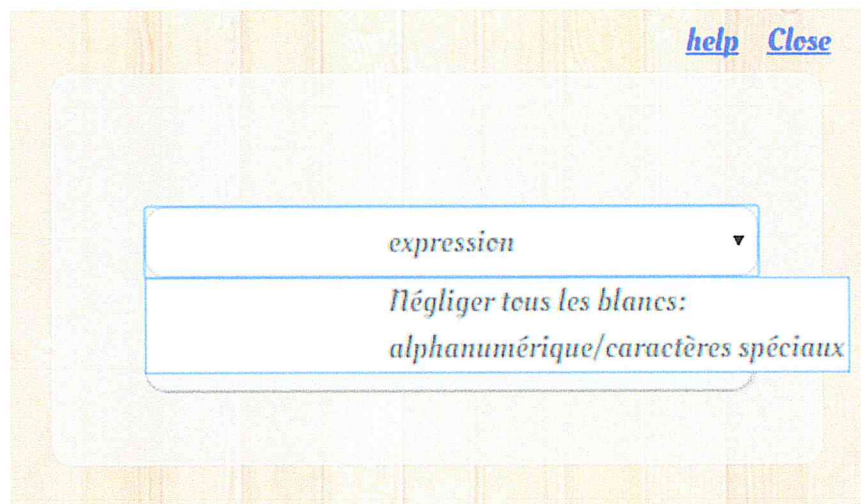 help Close
expression
Négliger tous les blancs:
alphanumérique/caractères spéciaux